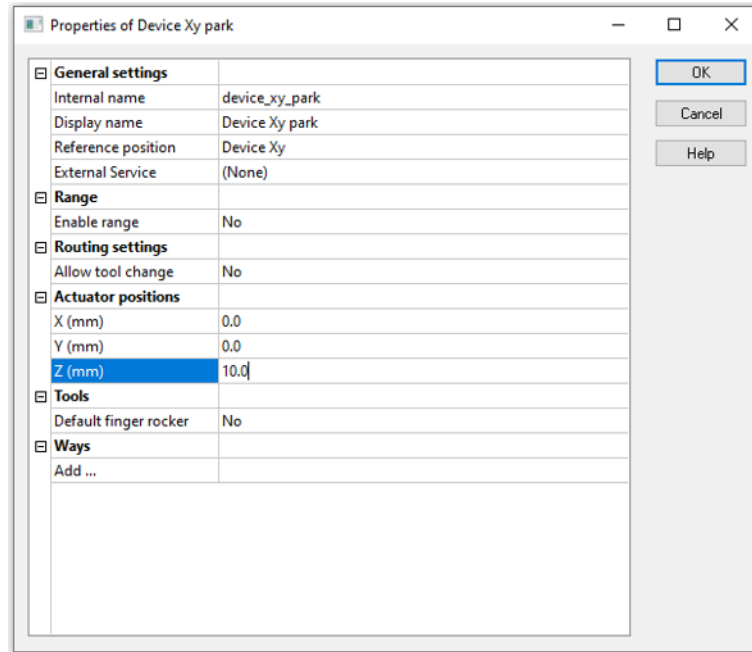 Properties of Device Xy park
General settings
Internal name device_xy_park
Display name Device Xy park
Reference position Device Xy
External Service (None)
Range
Enable range No
Routing settings
Allow tool change No
Actuator positions
X (mm) 0.0
Y (mm) 0.0
Z (mm) 10.0
Tools
Default finger rocker No
Ways
Add ...
OK
Cancel
Help